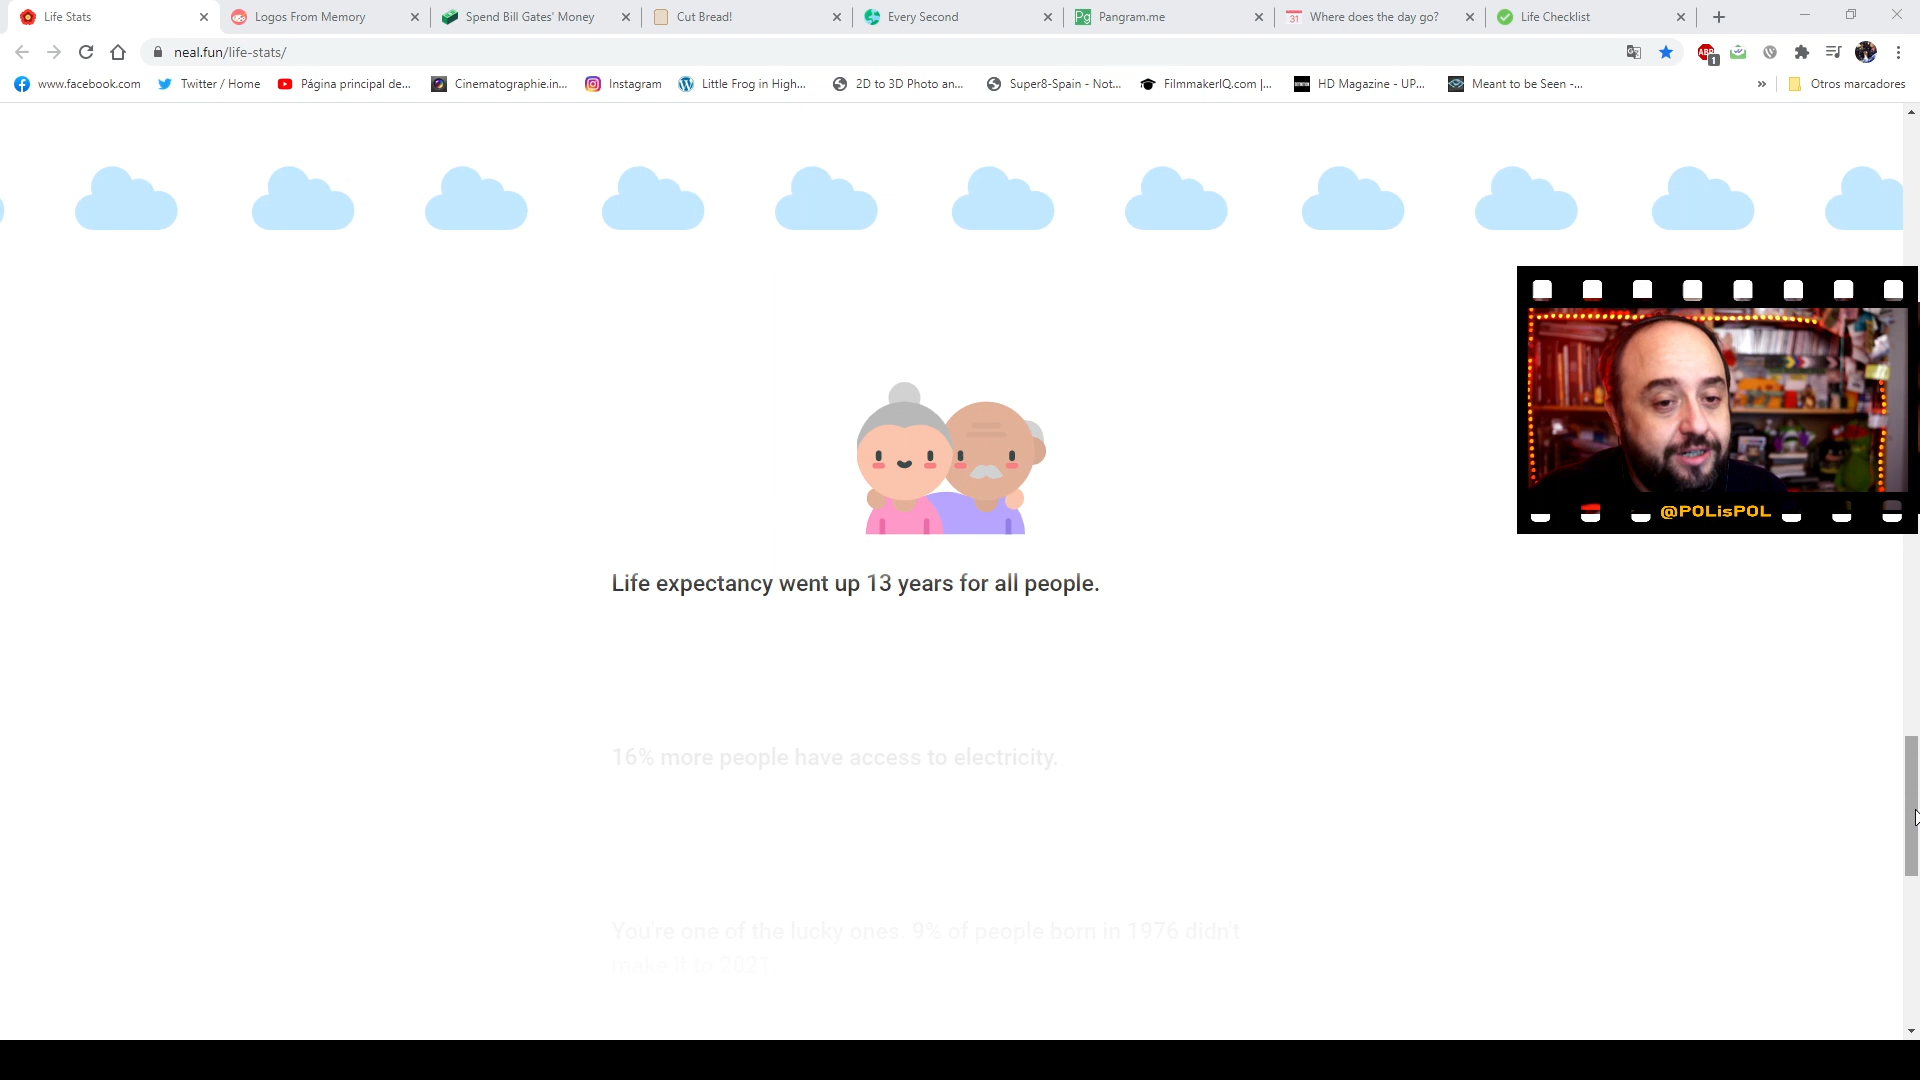 Life Stats
Logos From Memory
Spend Bill Gates' Money
Cut Bread!
Every Second
Pg Pangram.me
31 Where does the day go?
Life Checklist
neal.fun/life-stats/
ABP 1
www.facebook.com
Twitter / Home
Página principal de...
Cinematographie.in...
Instagram
Little Frog in High...
2D to 3D Photo an...
Super8-Spain - Not...
FilmmakerIQ.com |...
HD Magazine - UP...
Meant to be Seen -...
»
Otros marcadores
@POLisPOL
Life expectancy went up 13 years for all people.
16% more people have access to electricity.
You're one of the lucky ones. 9% of people born in 1976 didn't
make it to 2021.